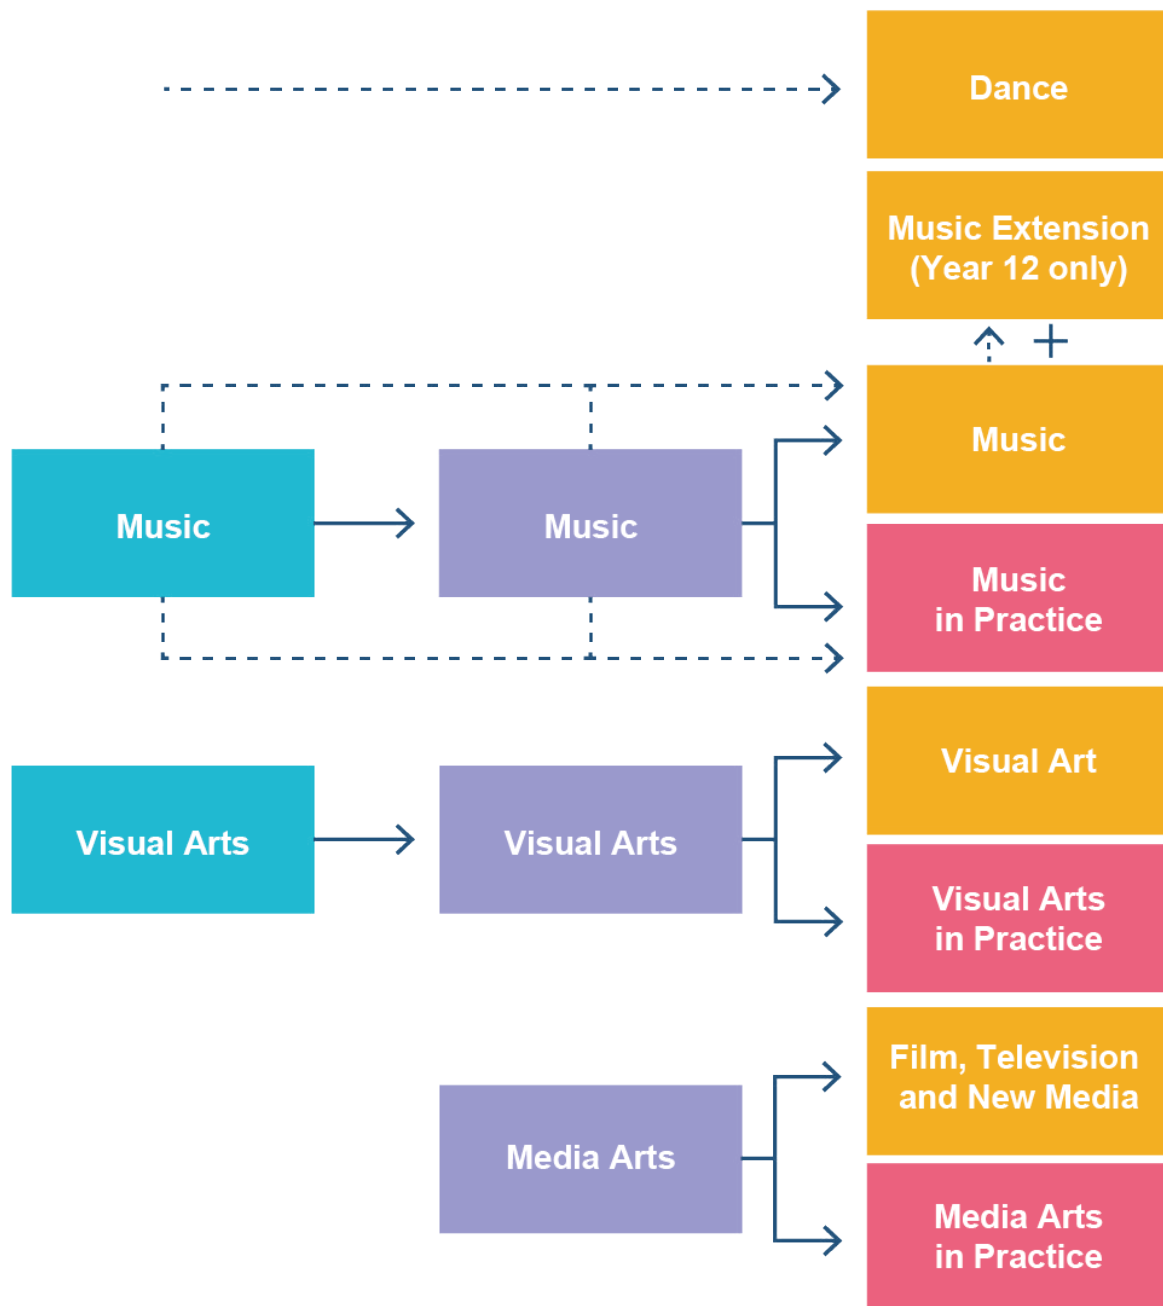 Dance
Music Extension
(Year 12 only)
+
Music
Music
Music
Music
in Practice
Visual Art
Visual Arts
Visual Arts
Visual Arts
in Practice
Film, Television
and New Media
Media Arts
Media Arts
in Practice